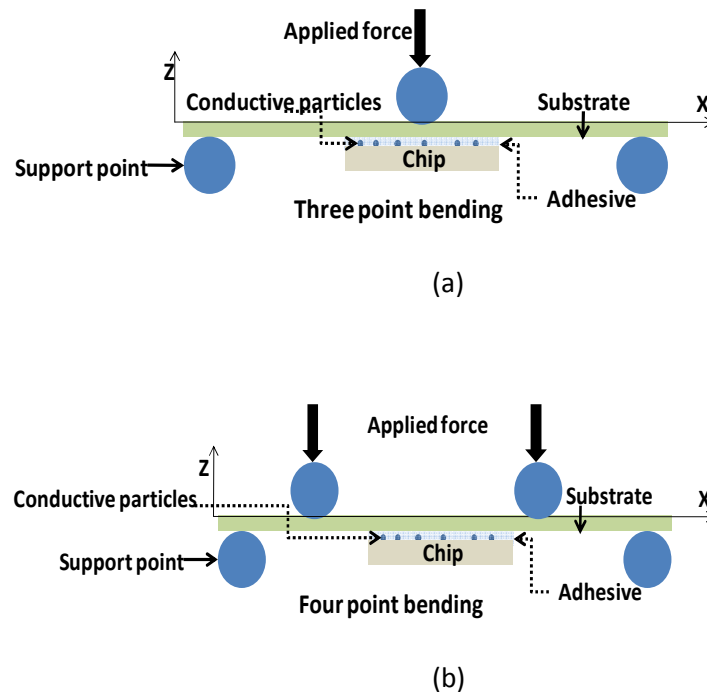 Applied force
Z
Conductive particles
Substrate
X
Support point
Chip
Adhesive
Three point bending
(a)
Applied force
Z
Conductive particles
Substrate
X
Support point
Chip
Adhesive
Four point bending
(b)